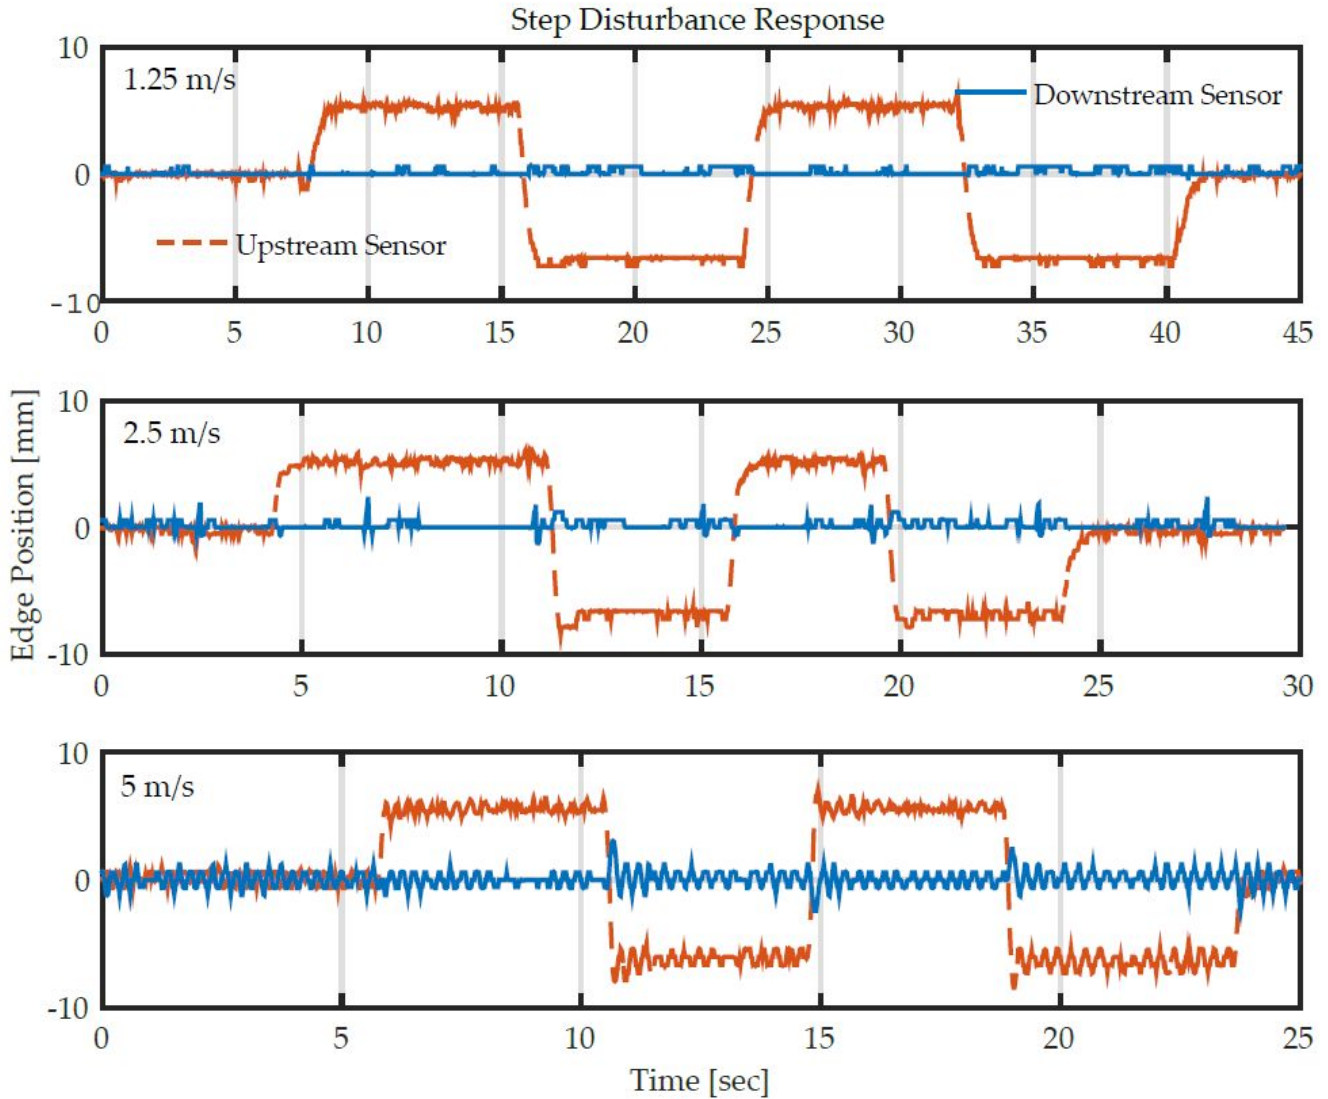 Step Disturbance Response
10
1.25 m/s
Downstream Sensor
0
Upstream Sensor
-10
0 5 10 15 20 25 30 35 40 45
Edge Position [mm]
10
2.5 m/s
0
-10
0 5 10 15 20 25 30
10
5 m/s
0
-10
0 5 10 15 20 25
Time [sec]